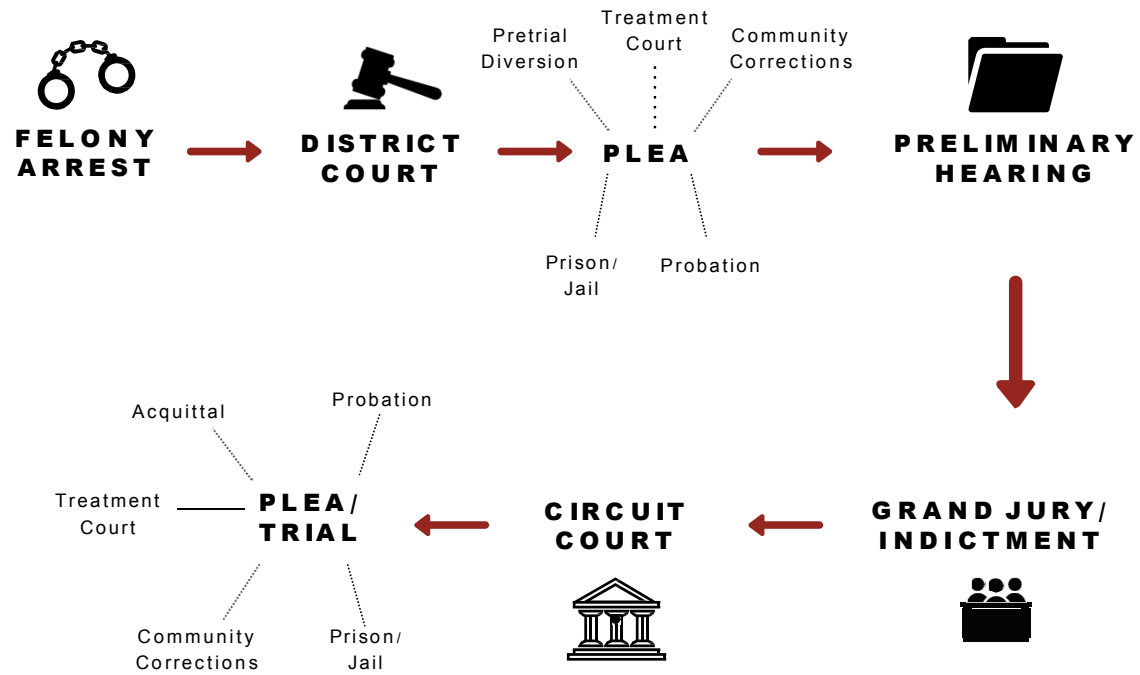 FELONY
ARREST
DISTRICT
COURT
Pretrial
Diversion
Treatment
Court
Community
Corrections
PLEA
Prison/
Jail
Probation
PRELIMINARY
HEARING
GRAND JURY/
INDICTMENT
CIRCUIT
COURT
PLEA/
TRIAL
Acquittal
Probation
Treatment
Court
Community
Corrections
Prison/
Jail